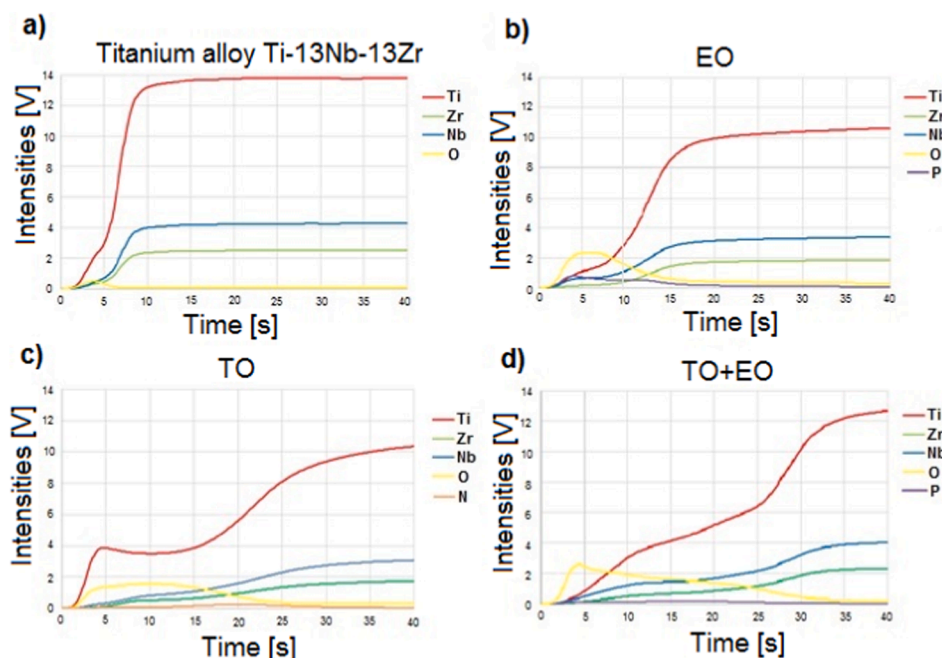 a)
Titanium alloy Ti-13Nb-13Zr
Intensities [V]
14
12
10
8
6
4
2
0
0 5 10 15 20 25 30 35 40
Time [s]
Ti
Zr
Nb
O
b)
EO
Intensities [V]
14
12
10
8
6
4
2
0
0 5 10 15 20 25 30 35 40
Time [s]
Ti
Zr
Nb
O
P
c)
TO
Intensities [V]
14
12
10
8
6
4
2
0
0 5 10 15 20 25 30 35 40
Time [s]
Ti
Zr
Nb
O
N
d)
TO+EO
Intensities [V]
14
12
10
8
6
4
2
0
0 5 10 15 20 25 30 35 40
Time [s]
Ti
Zr
Nb
O
P